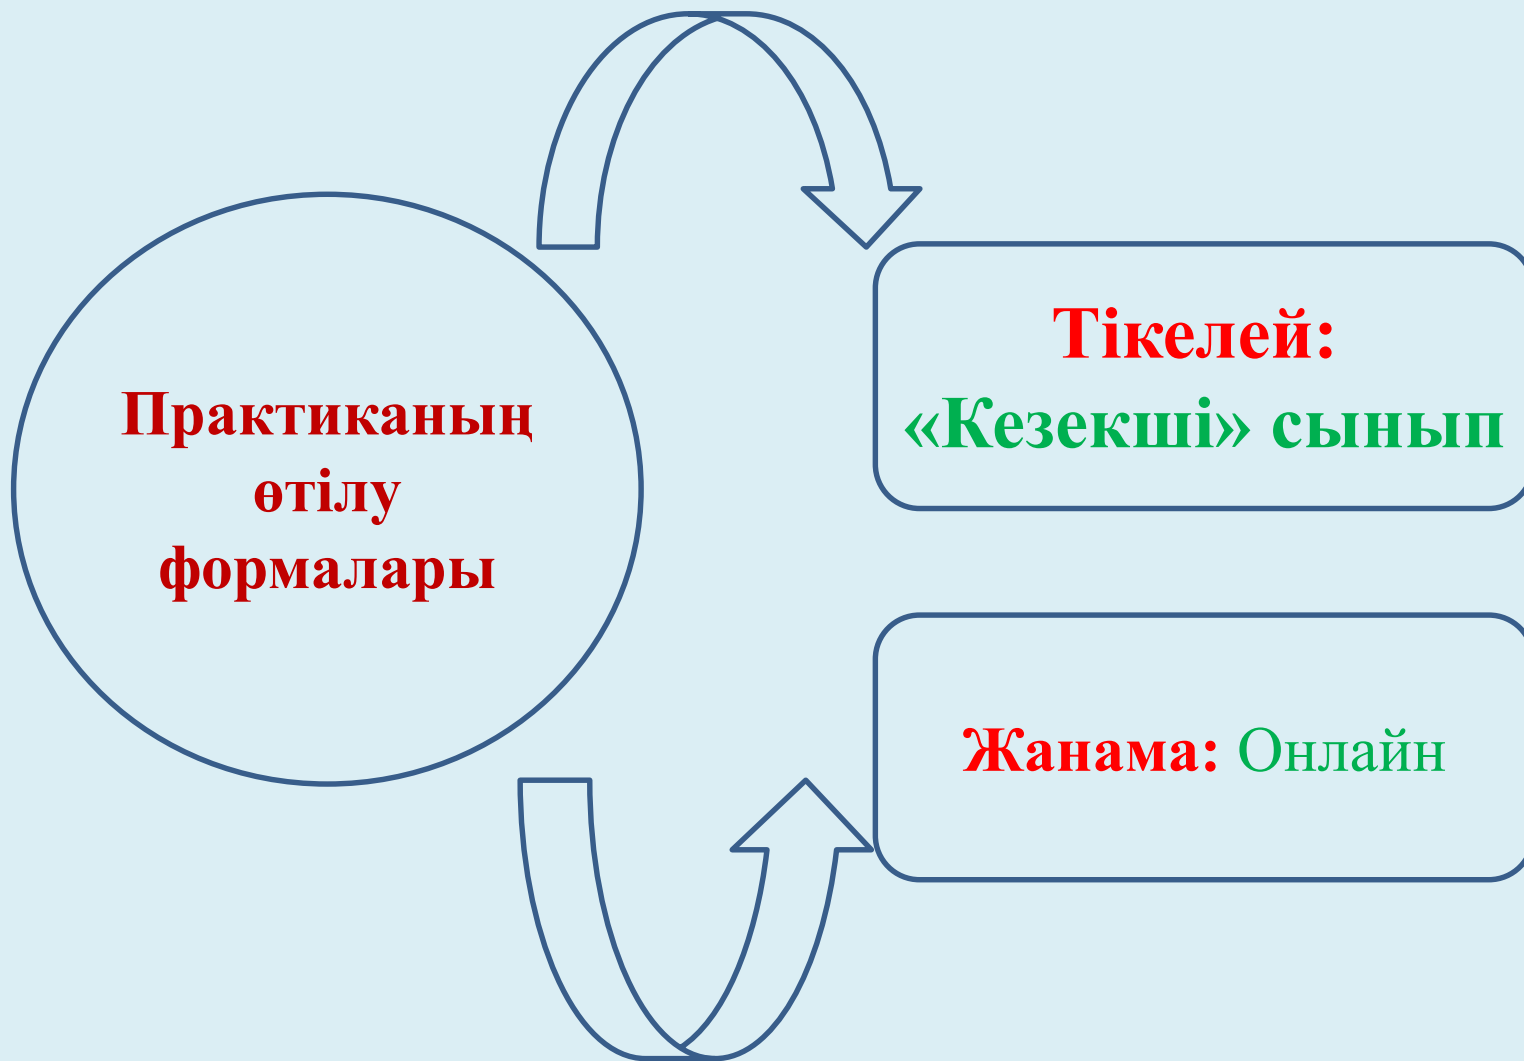 Практиканың
өтілу
формалары
Тікелей:
«Кезекші» сынып
Жанама: Онлайн